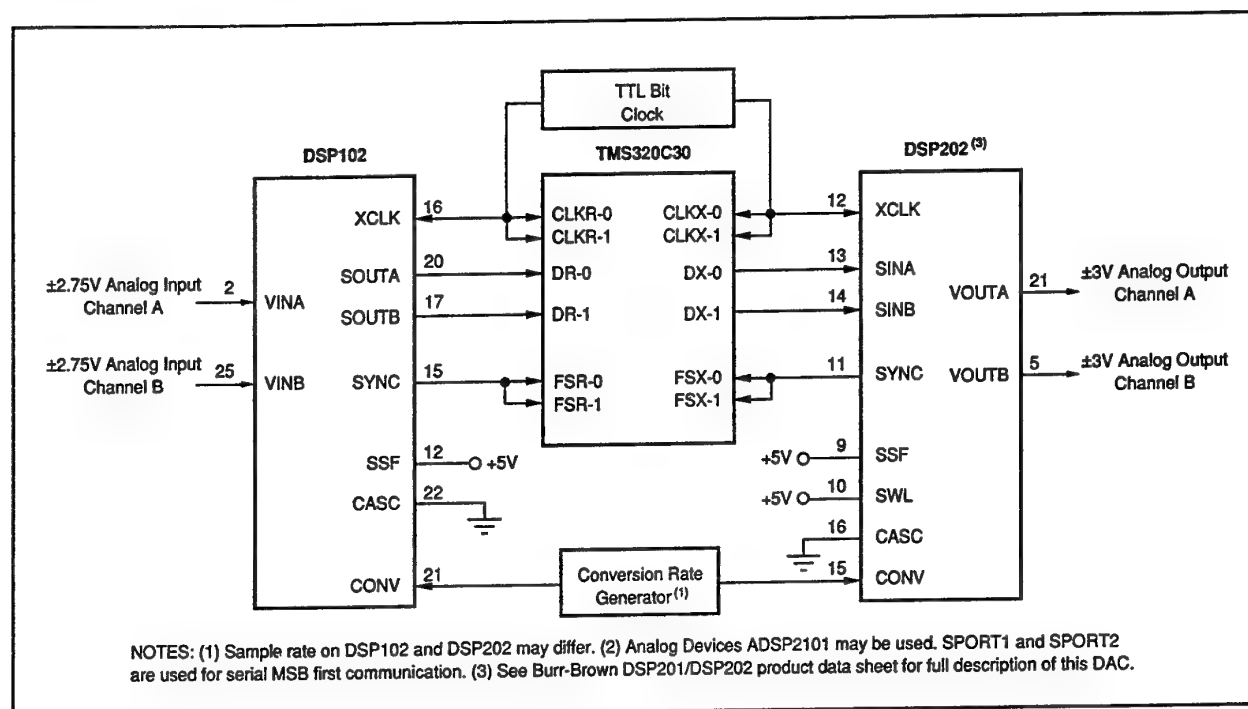 TTL Bit
Clock
DSP102
TMS320C30
DSP202 (3)
XCLK
16
CLKR-0
CLKX-0
12
XCLK
CLKR-1
CLKX-1
SOUTA
20
DR-0
DX-0
13
SINA
±2.75V Analog Input
Channel A
2
VINA
SOUTB
17
DR-1
DX-1
14
SINB
VOUTA
21
±3V Analog Output
Channel A
±2.75V Analog Input
Channel B
25
VINB
SYNC
15
FSR-0
FSX-0
11
SYNC
VOUTB
5
±3V Analog Output
Channel B
FSR-1
FSX-1
SSF
12
+5V
+5V
9
SSF
CASC
22
+5V
10
SWL
16
CASC
CONV
21
Conversion Rate
Generator(1)
15
CONV
NOTES: (1) Sample rate on DSP102 and DSP202 may differ. (2) Analog Devices ADSP2101 may be used. SPORT1 and SPORT2
are used for serial MSB first communication. (3) See Burr-Brown DSP201/DSP202 product data sheet for full description of this DAC.